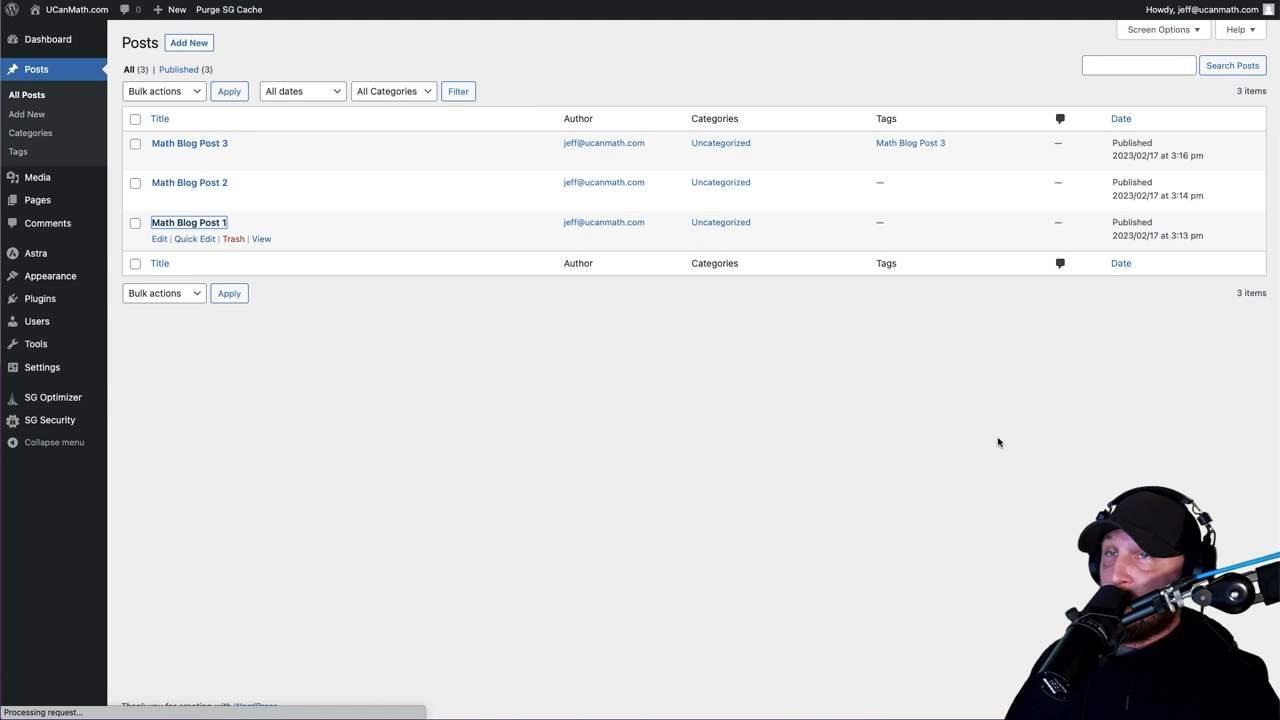 UCanMath.com 0 + New Purge SG Cache Howdy, jeff@ucanmath.com
Dashboard
Posts
All Posts
Add New
Categories
Tags
Media
Pages
Comments
Astra
Appearance
Plugins
Users
Tools
Settings
SG Optimizer
SG Security
Collapse menu
Screen Options Help
Posts Add New
All (3) | Published (3) Search Posts
Bulk actions Apply All dates All Categories Filter 3 items
Title Author Categories Tags Date
Math Blog Post 3 jeff@ucanmath.com Uncategorized Math Blog Post 3 — Published
2023/02/17 at 3:16 pm
Math Blog Post 2 jeff@ucanmath.com Uncategorized — — Published
2023/02/17 at 3:14 pm
Math Blog Post 1 jeff@ucanmath.com Uncategorized — — Published
Edit | Quick Edit | Trash | View 2023/02/17 at 3:13 pm
Title Author Categories Tags Date
Bulk actions Apply 3 items
Processing request...